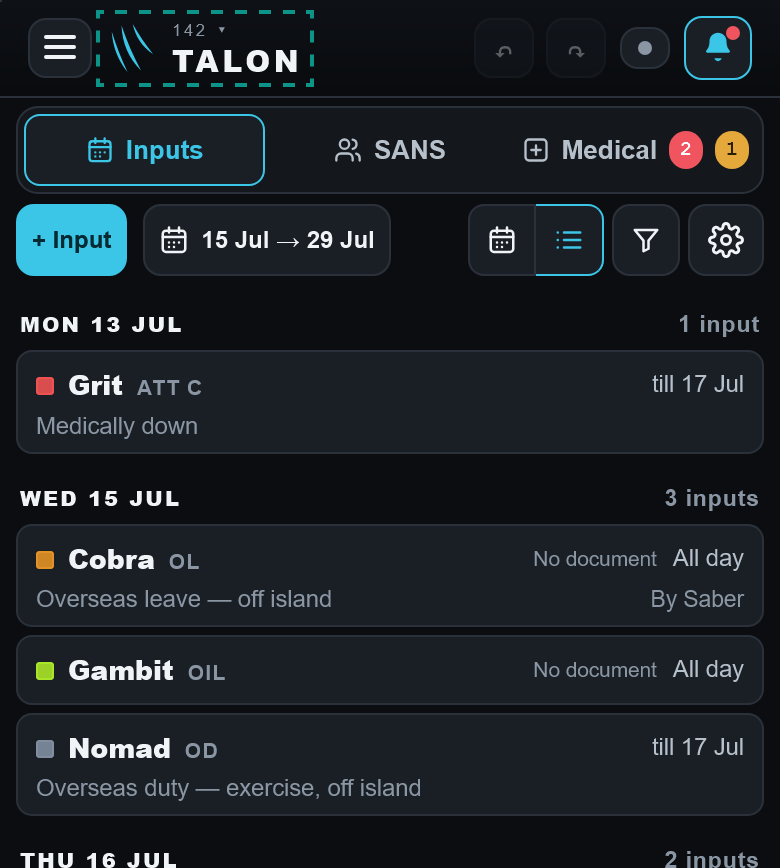 142 ▾
TALON
Inputs
SANS
Medical 2 1
+ Input
15 Jul → 29 Jul
MON 13 JUL 1 input
Grit ATT C till 17 Jul
Medically down
WED 15 JUL 3 inputs
Cobra OL No document All day
Overseas leave — off island By Saber
Gambit OIL No document All day
Nomad OD till 17 Jul
Overseas duty — exercise, off island
THU 16 JUL 2 inputs